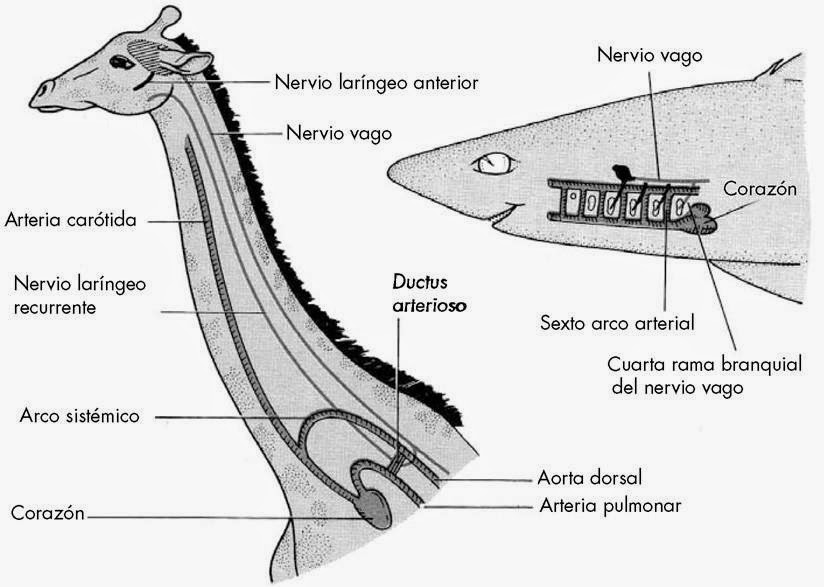 Nervio laríngeo anterior
Nervio vago
Arteria carótida
Nervio laríngeo
recurrente
Ductus
arterioso
Arco sistémico
Aorta dorsal
Arteria pulmonar
Corazón
Nervio vago
Corazón
Sexto arco arterial
Cuarta rama branquial
del nervio vago